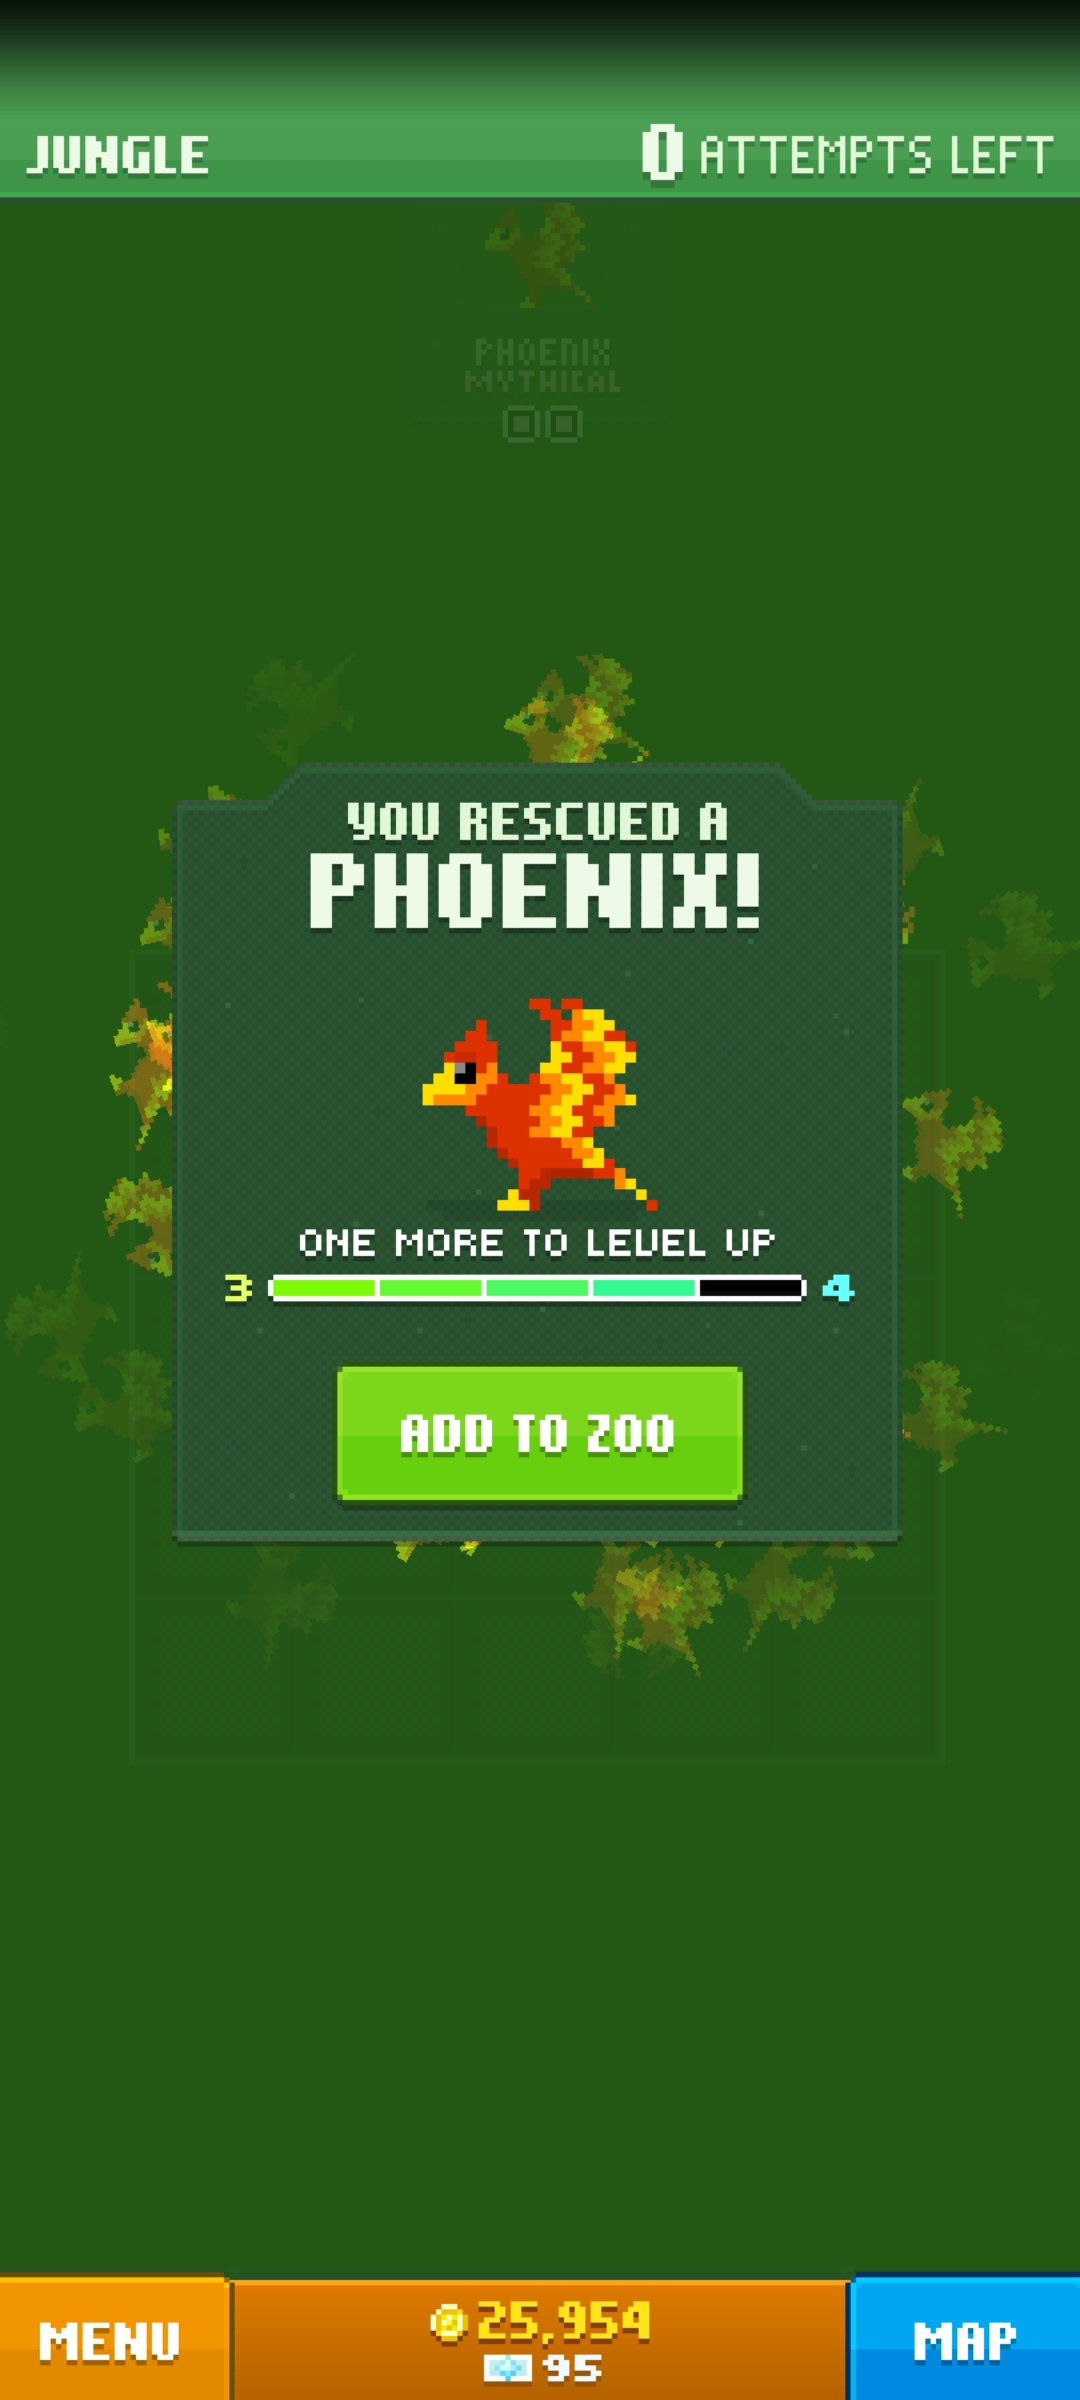 JUNGLE
0 ATTEMPTS LEFT
PHOENIX
MYTHICAL
YOU RESCUED A
PHOENIX!
ONE MORE TO LEVEL UP
3 4
ADD TO ZOO
MENU
25,954
95
MAP